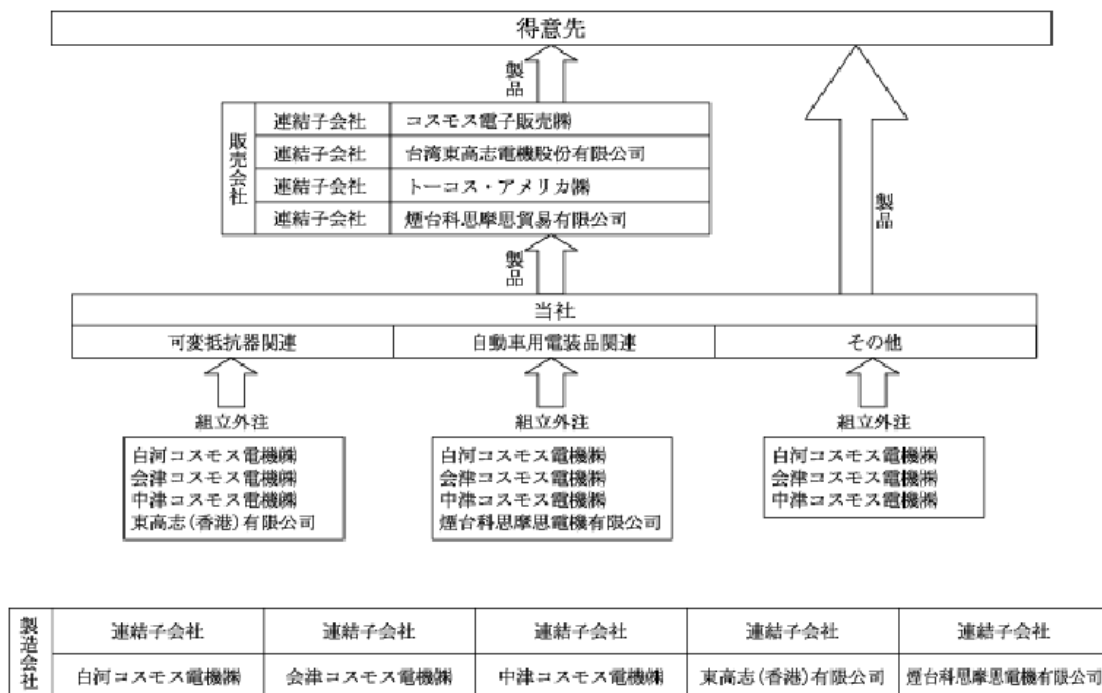 得意先
製品
販売会社
連結子会社 コスモス電子販売㈱
連結子会社 台湾東高志電機股份有限公司
連結子会社 トーコス・アメリカ㈱
連結子会社 煙台科思摩思貿易有限公司
製品
製品
当社
可変抵抗器関連 自動車用電装品関連 その他
組立外注 組立外注 組立外注
白河コスモス電機㈱ 白河コスモス電機㈱ 白河コスモス電機㈱
会津コスモス電機㈱ 会津コスモス電機㈱ 会津コスモス電機㈱
中津コスモス電機㈱ 中津コスモス電機㈱ 中津コスモス電機㈱
東高志(香港)有限公司 煙台科思摩思電機有限公司
製造会社
連結子会社 連結子会社 連結子会社 連結子会社 連結子会社
白河コスモス電機㈱ 会津コスモス電機㈱ 中津コスモス電機㈱ 東高志(香港)有限公司 煙台科思摩思電機有限公司